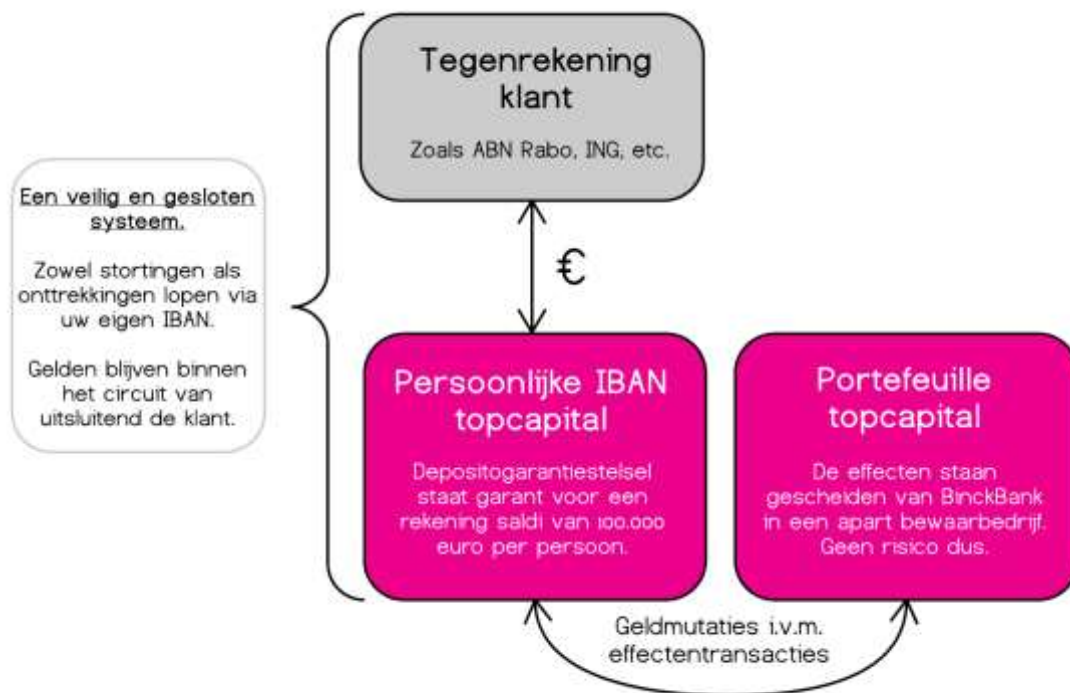 Tegenrekening
klant
Zoals ABN Rabo, ING, etc.
Een veilig en gesloten
systeem.
Zowel stortingen als
onttrekkingen lopen via
uw eigen IBAN.
Gelden blijven binnen
het circuit van
uitsluitend de klant.
€
Persoonlijke IBAN
topcapital
Depositogarantiestelsel
staat garant voor een
rekening saldi van 100.000
euro per persoon.
Portefeuille
topcapital
De effecten staan
gescheiden van BinckBank
in een apart bewaarbedrijf.
Geen risico dus.
Geldmutaties i.v.m.
effectentransacties